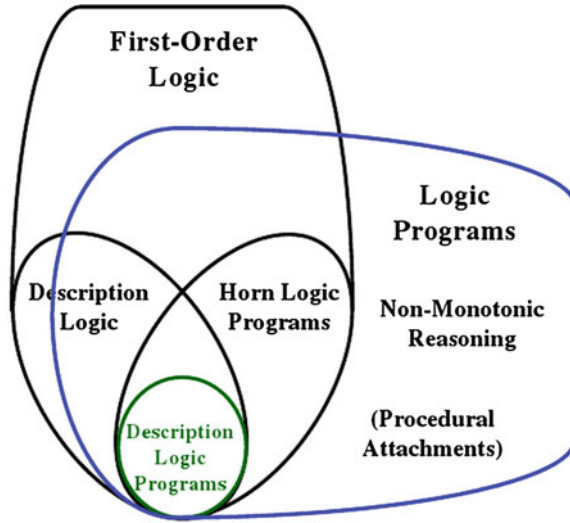 First-Order
Logic
Logic
Programs
Description
Logic
Horn Logic
Programs
Non-Monotonic
Reasoning
(Procedural
Attachments)
Description
Logic
Programs